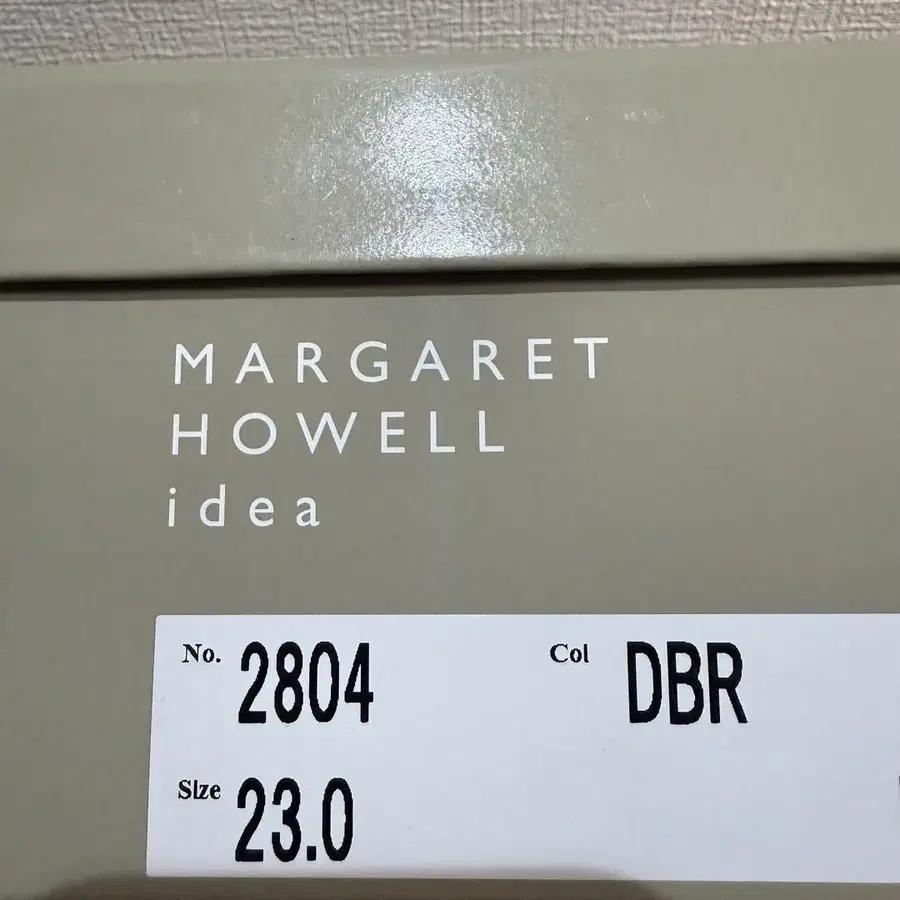 MARGARET
HOWELL
idea
No. 2804 Col DBR
Size 23.0